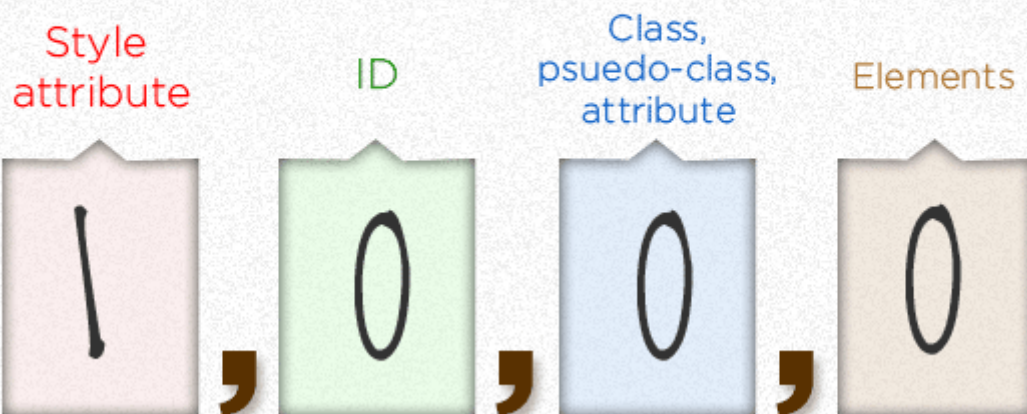 Style
attribute
ID
Class,
psuedo-class,
attribute
Elements
1 , 0 , 0 , 0